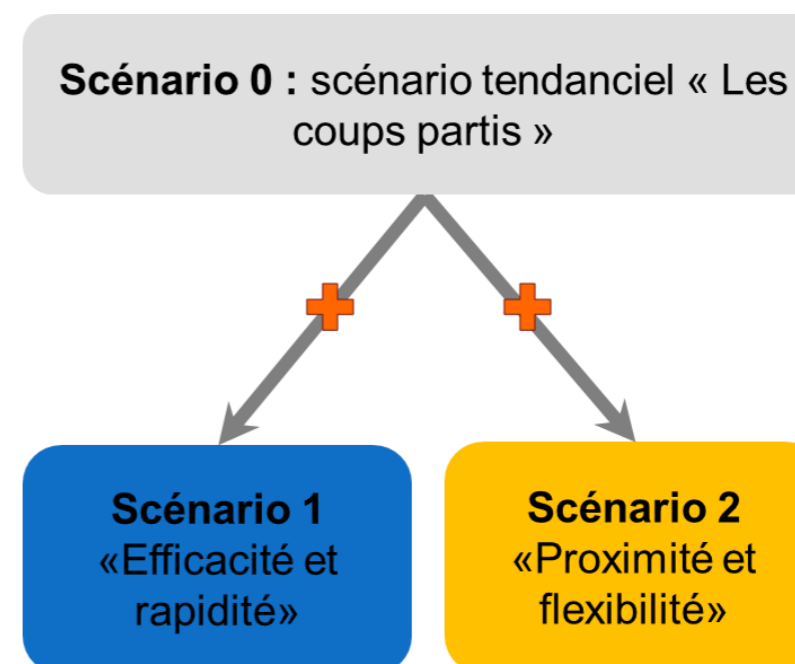 Scénario 0 : scénario tendanciel « Les
coups partis »
Scénario 1
«Efficacité et
rapidité»
Scénario 2
«Proximité et
flexibilité»